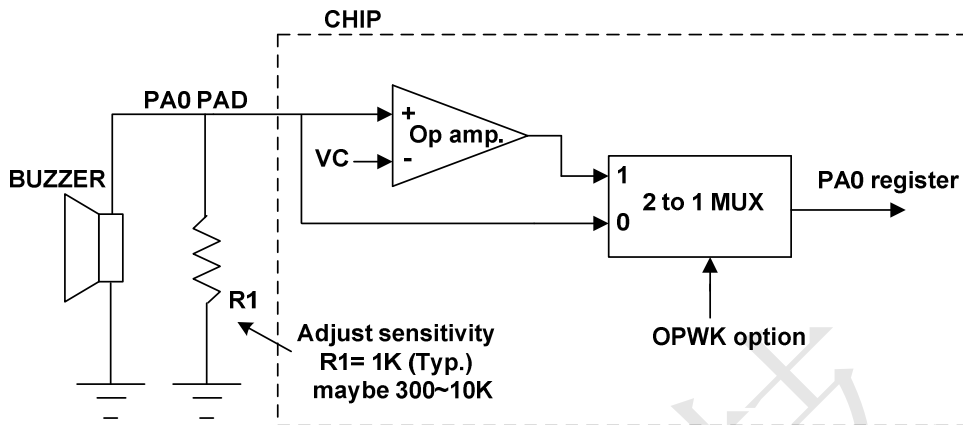 CHIP
PA0 PAD
+
Op amp.
VC
-
BUZZER
1
2 to 1 MUX
0
PA0 register
R1
Adjust sensitivity
R1= 1K (Typ.)
maybe 300~10K
OPWK option